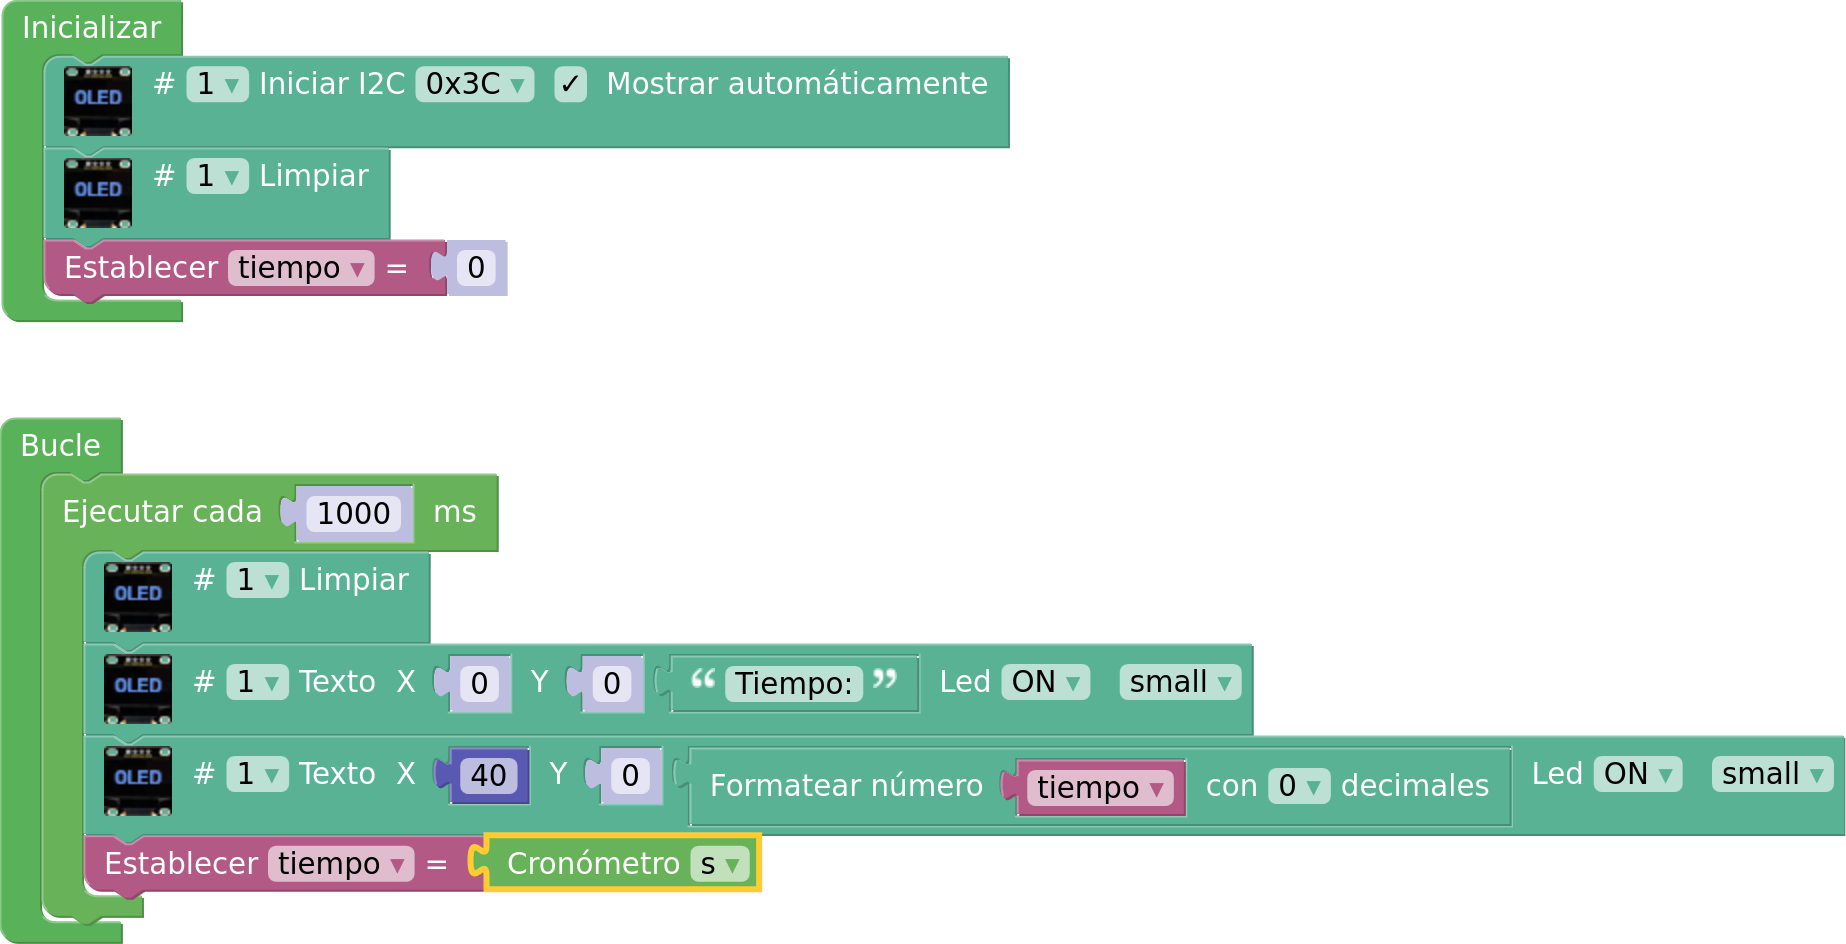 Inicializar
OLED # 1 ▾ Iniciar I2C 0x3C ▾ ✓ Mostrar automáticamente
OLED # 1 ▾ Limpiar
Establecer tiempo ▾ = 0
Bucle
Ejecutar cada 1000 ms
OLED # 1 ▾ Limpiar
OLED # 1 ▾ Texto X 0 Y 0 “ Tiempo: ” Led ON ▾ small ▾
OLED # 1 ▾ Texto X 40 Y 0 Formatear número tiempo ▾ con 0 ▾ decimales Led ON ▾ small ▾
Establecer tiempo ▾ = Cronómetro s ▾